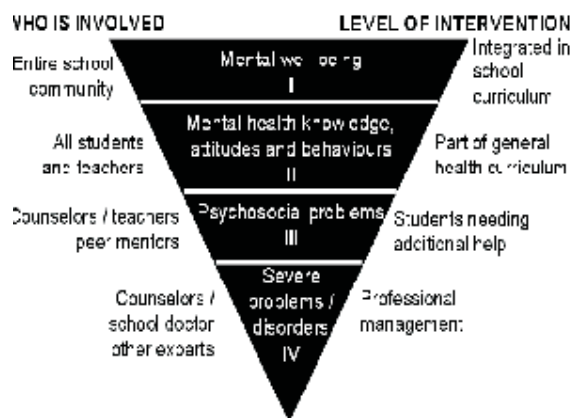 WHO IS INVOLVED
LEVEL OF INTERVENTION
Entire school
community
Mental well being
I
Integrated in
school
curriculum
All students
and teachers
Mental health knowledge,
attitudes and behaviours
II
Part of general
health curriculum
Counselors / teachers
peer mentors
Psychosocial problems
III
Students needing
additional help
Counselors /
school doctor
other experts
Severe
problems /
disorders
IV
Professional
management